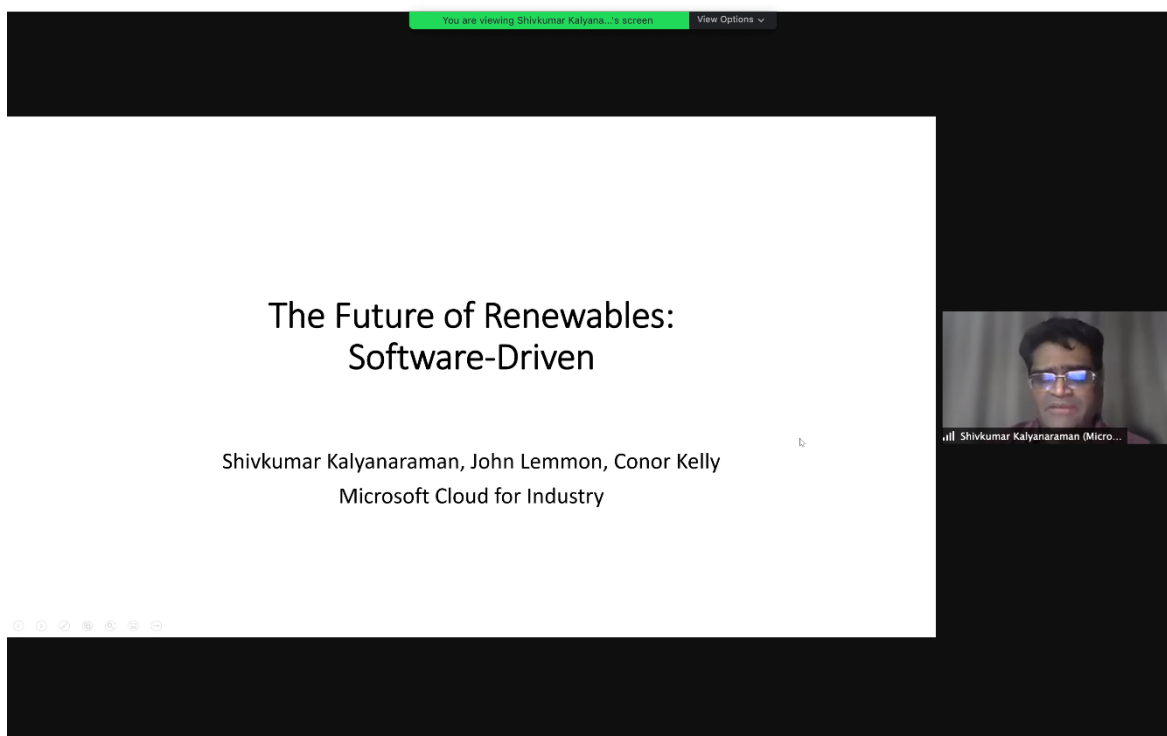 You are viewing Shivkumar Kalyana...'s screen
View Options
The Future of Renewables:
Software-Driven
Shivkumar Kalyanaraman, John Lemmon, Conor Kelly
Microsoft Cloud for Industry
Shivkumar Kalyanaraman (Micro...